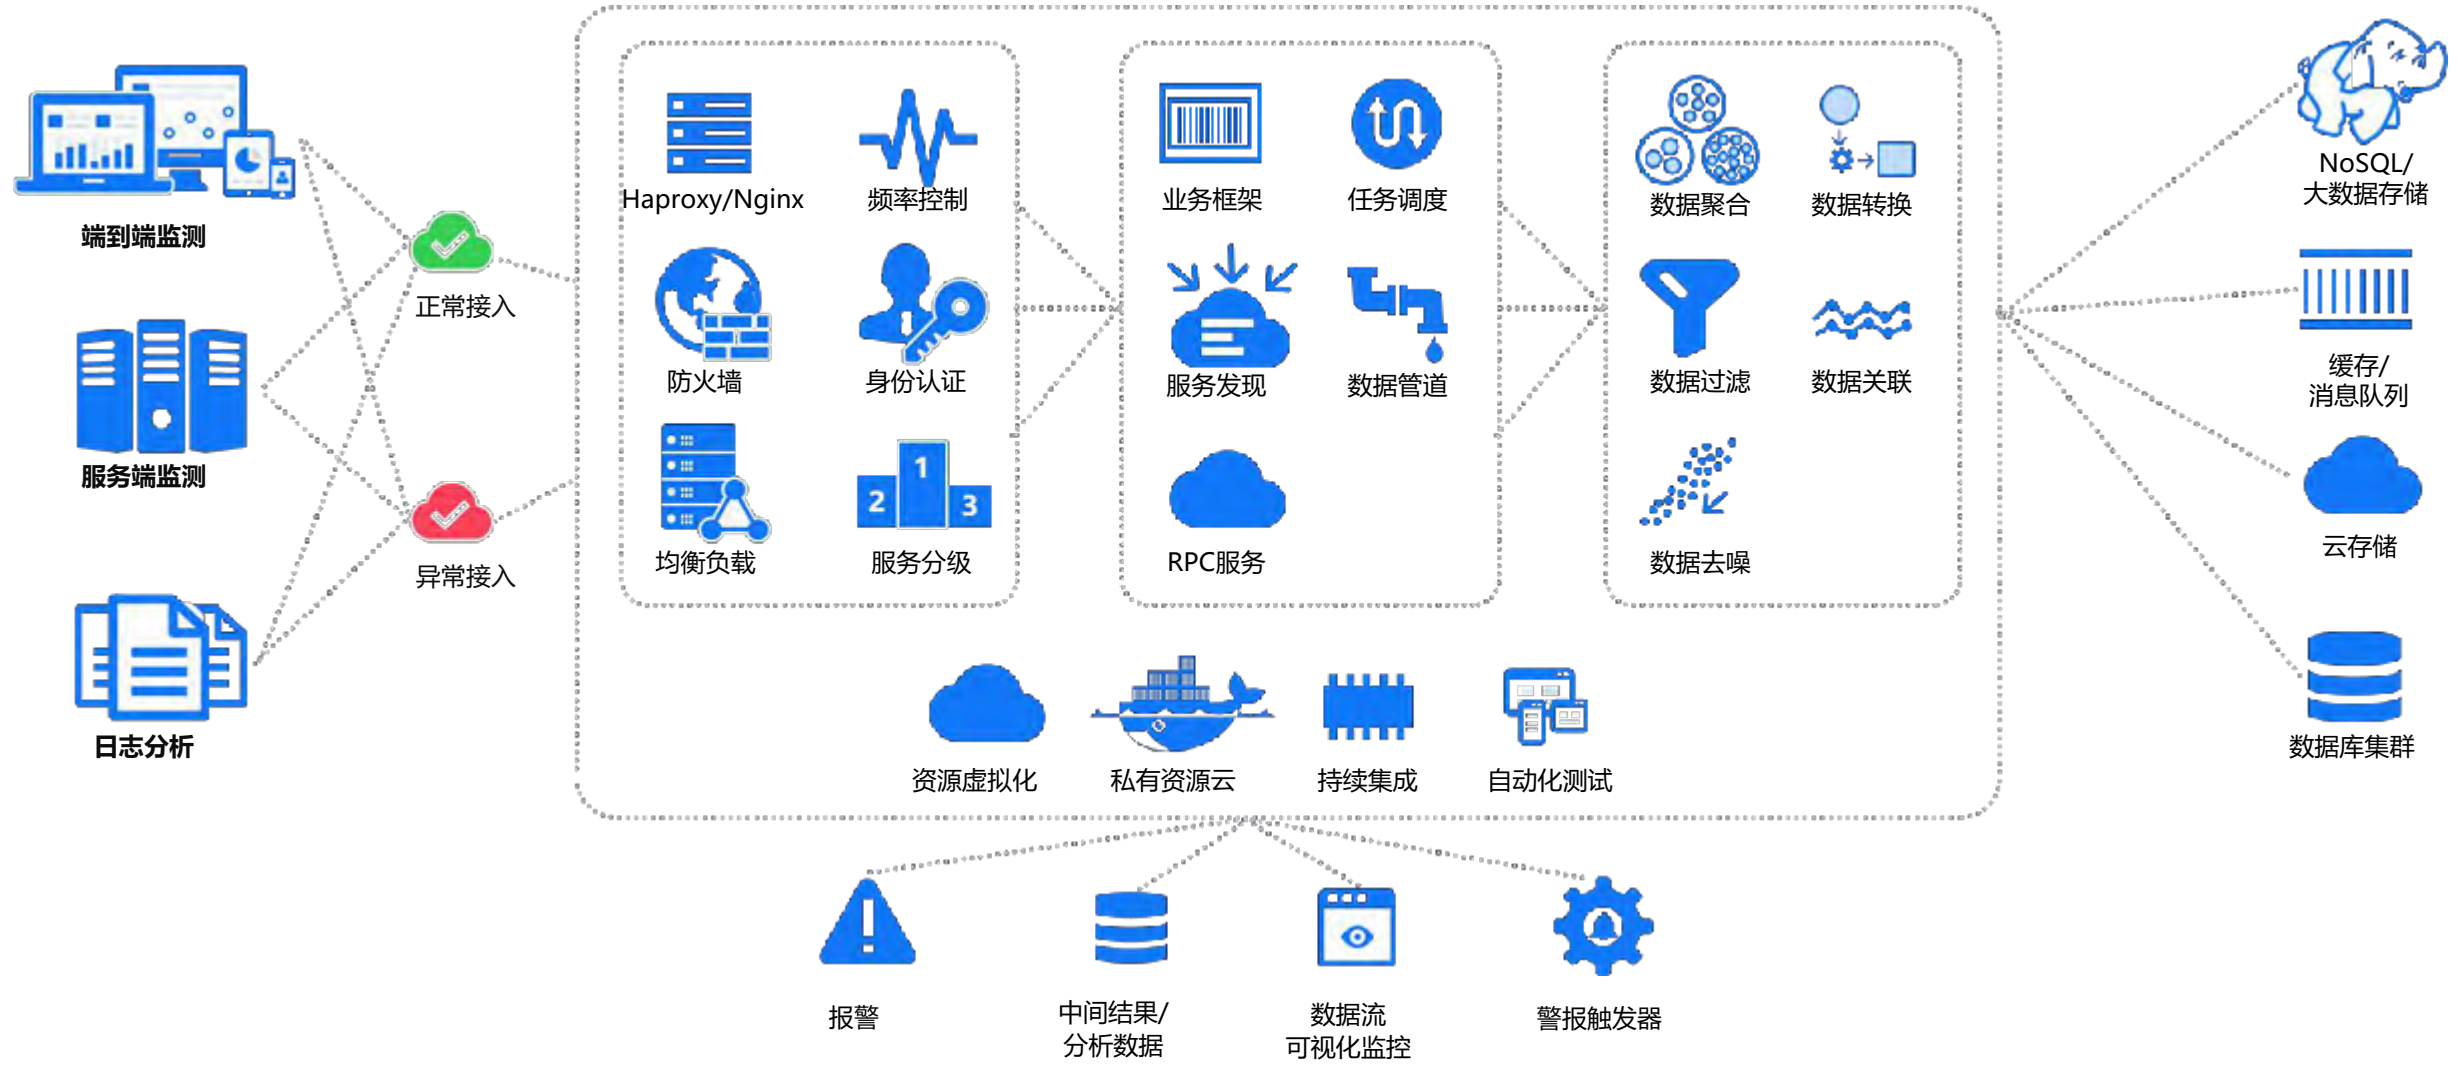 端到端监测
服务端监测
日志分析
正常接入
异常接入
Haproxy/Nginx
频率控制
防火墙
身份认证
均衡负载
1
2
3
服务分级
业务框架
任务调度
服务发现
数据管道
RPC服务
数据聚合
数据转换
数据过滤
数据关联
数据去噪
资源虚拟化
私有资源云
持续集成
自动化测试
NoSQL/
大数据存储
缓存/
消息队列
云存储
数据库集群
报警
中间结果/
分析数据
数据流
可视化监控
警报触发器